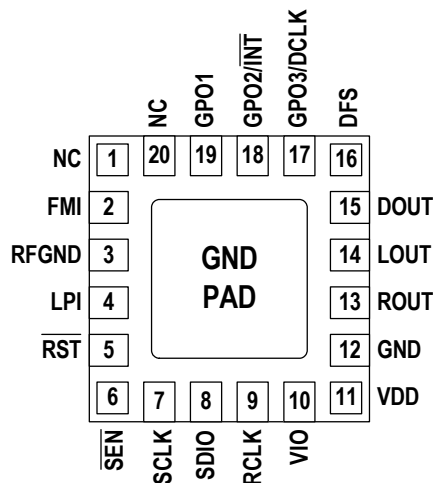 NC
GPO1
GPO2/INT
GPO3/DCLK
DFS
NC
1
20
19
18
17
16
FMI
2
15
DOUT
RFGND
3
14
LOUT
GND
PAD
LPI
4
13
ROUT
RST
5
12
GND
6
7
8
9
10
11
VDD
SEN
SCLK
SDIO
RCLK
VIO